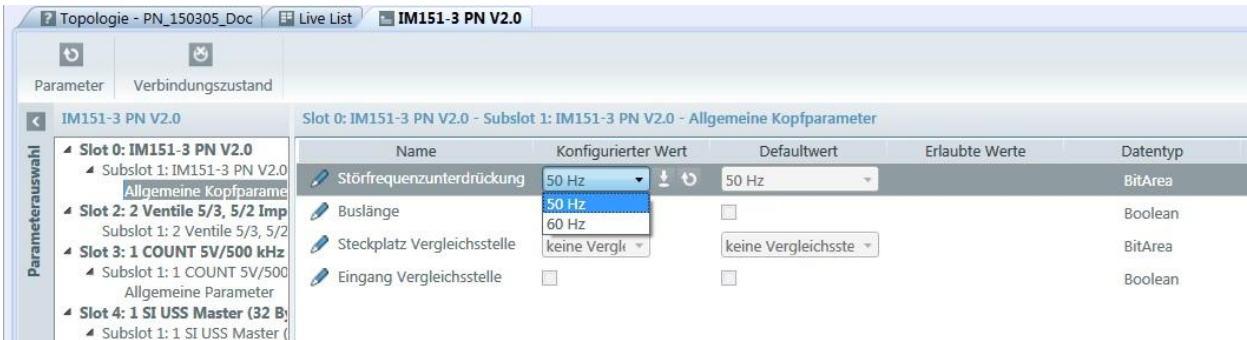 Topologie - PN_150305_Doc Live List IM151-3 PN V2.0
Parameter Verbindungszustand
Parameterauswahl
IM151-3 PN V2.0
Slot 0: IM151-3 PN V2.0
Subslot 1: IM151-3 PN V2.0
Allgemeine Kopfparame
Slot 2: 2 Ventile 5/3, 5/2 Imp
Subslot 1: 2 Ventile 5/3, 5/2
Slot 3: 1 COUNT 5V/500 kHz
Subslot 1: 1 COUNT 5V/500
Allgemeine Parameter
Slot 4: 1 SI USS Master (32 By
Subslot 1: 1 SI USS Master (
Slot 0: IM151-3 PN V2.0 - Subslot 1: IM151-3 PN V2.0 - Allgemeine Kopfparameter
Name Konfigurierter Wert Defaultwert Erlaubte Werte Datentyp
Störfrequenzunterdrückung 50 Hz 50 Hz BitArea
50 Hz
60 Hz
Buslänge Boolean
Steckplatz Vergleichsstelle keine Vergle keine Vergleichsste BitArea
Eingang Vergleichsstelle Boolean